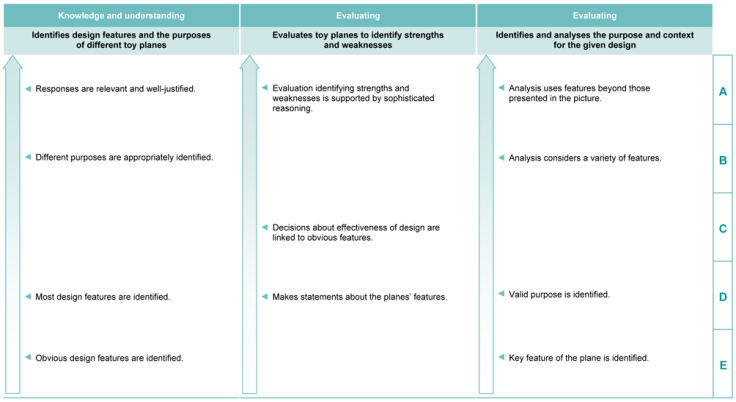 Knowledge and understanding
Identifies design features and the purposes
of different toy planes
Responses are relevant and well-justified.
Different purposes are appropriately identified.
Most design features are identified.
Obvious design features are identified.
Evaluating
Evaluates toy planes to identify strengths
and weaknesses
Evaluation identifying strengths and
weaknesses is supported by sophisticated
reasoning.
Decisions about effectiveness of design are
linked to obvious features.
Makes statements about the planes' features.
Evaluating
Identifies and analyses the purpose and context
for the given design
Analysis uses features beyond those
presented in the picture.
Analysis considers a variety of features.
Valid purpose is identified.
Key feature of the plane is identified.
A
B
C
D
E